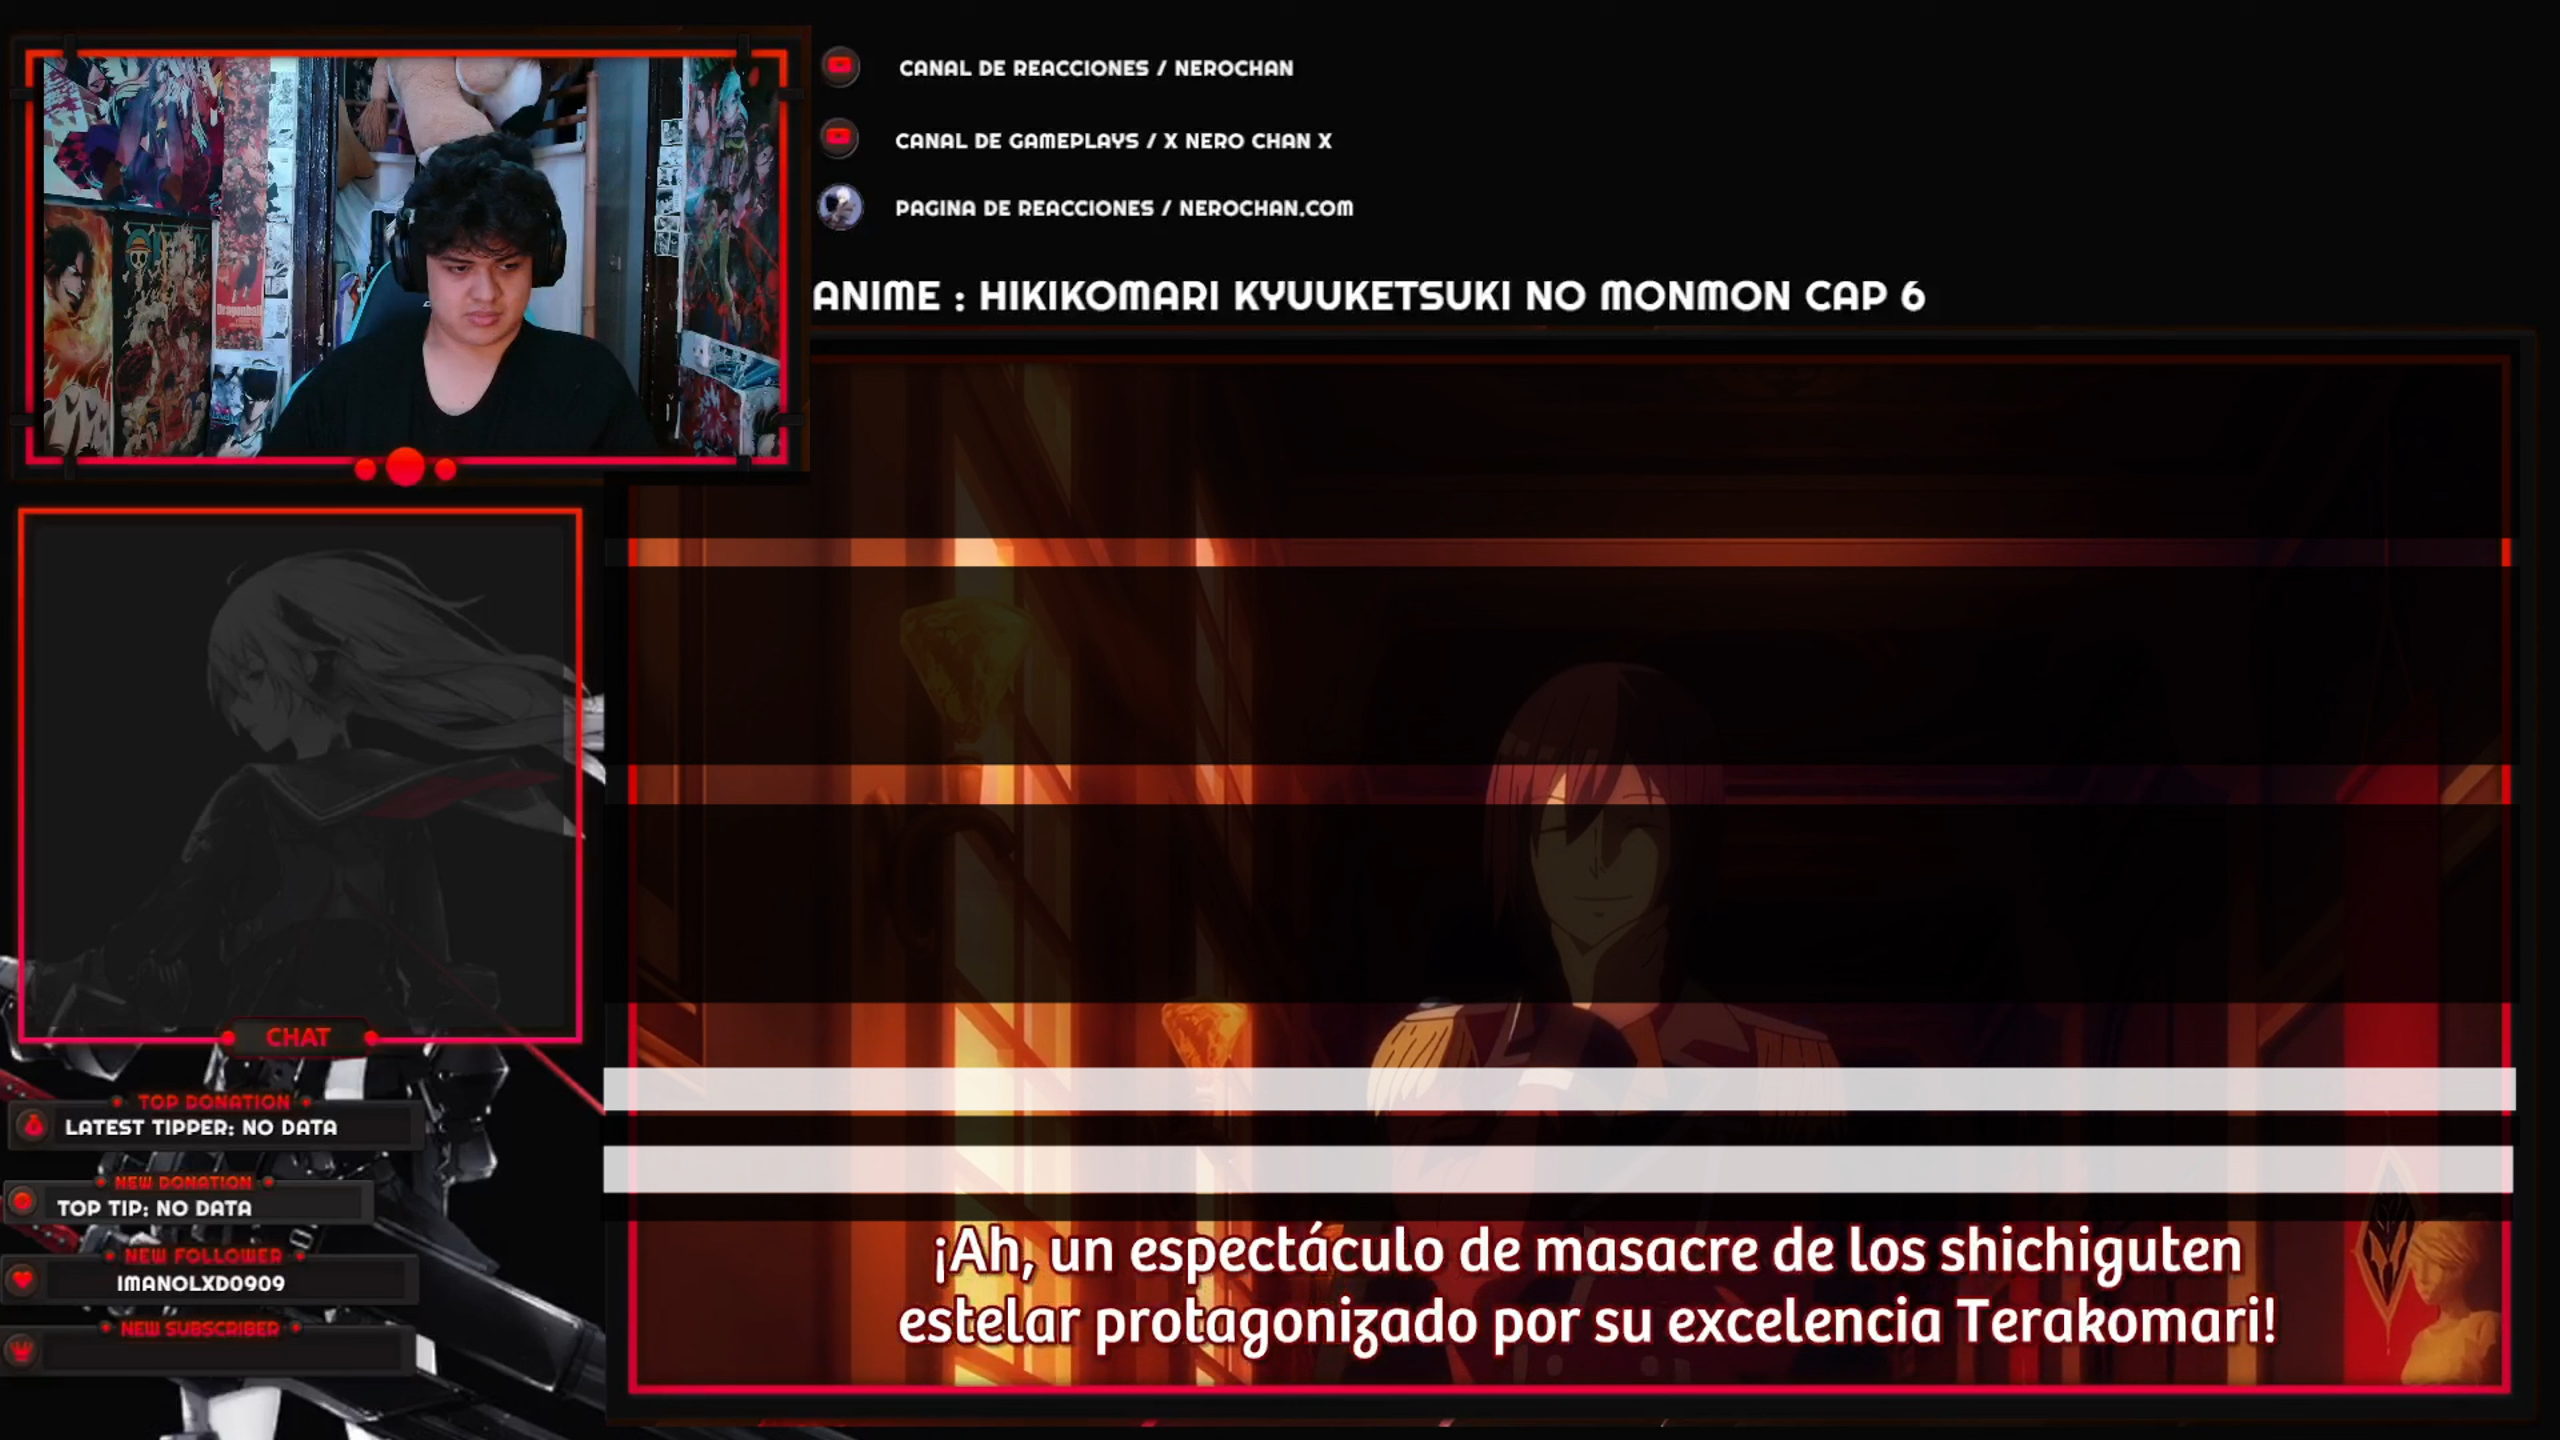 CANAL DE REACCIONES / NEROCHAN
CANAL DE GAMEPLAYS / X NERO CHAN X
PAGINA DE REACCIONES / NEROCHAN.COM
ANIME : HIKIKOMARI KYUUKETSUKI NO MONMON CAP 6
Dragonball
CHAT
TOP DONATION
LATEST TIPPER: NO DATA
NEW DONATION
TOP TIP: NO DATA
NEW FOLLOWER
IMANOLXD0909
NEW SUBSCRIBER
¡Ah, un espectáculo de masacre de los shichiguten
estelar protagonizado por su excelencia Terakomari!